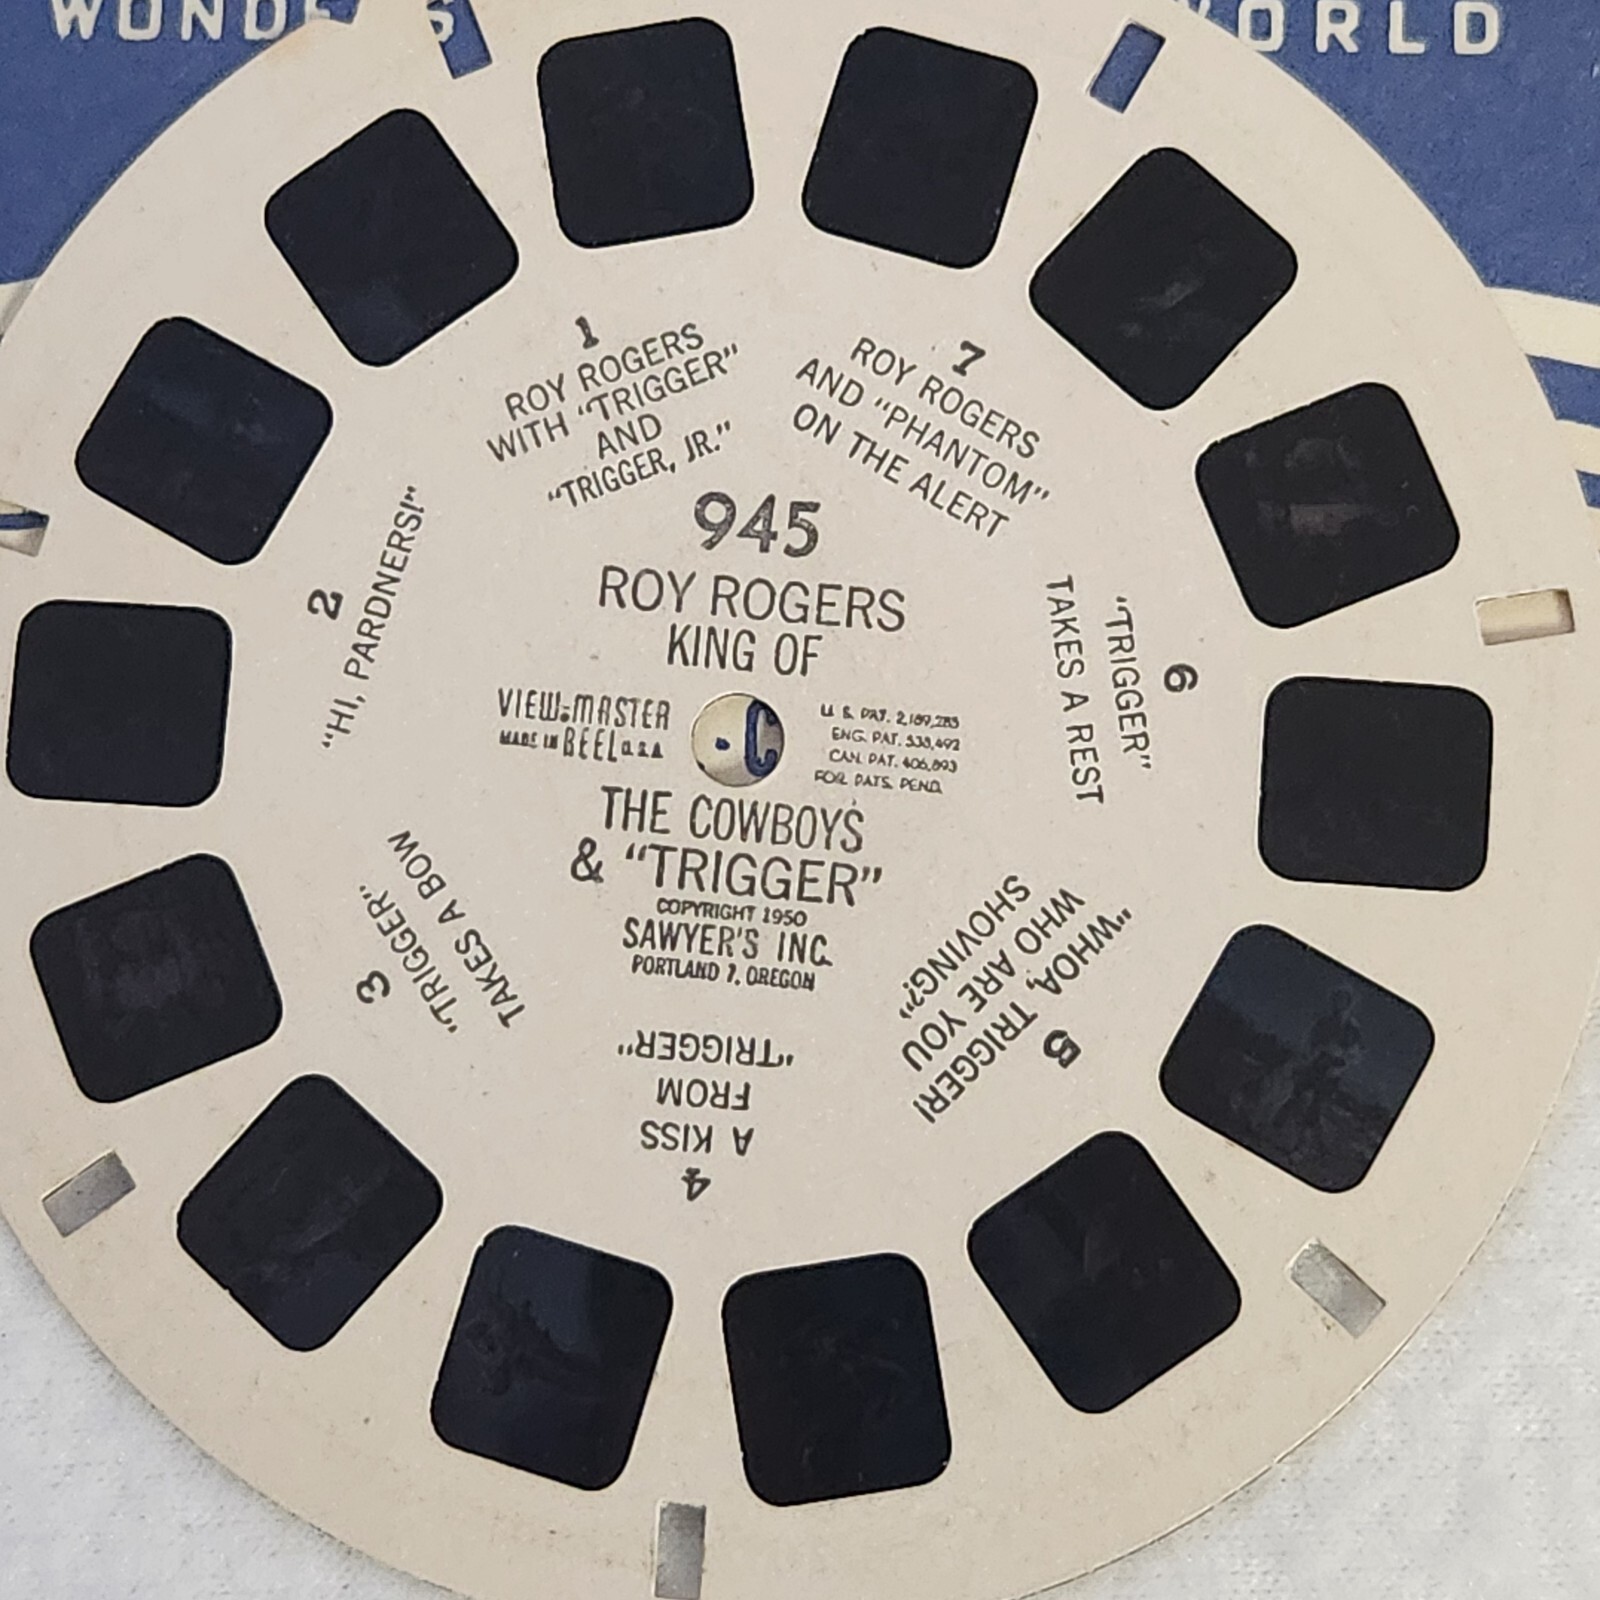 WONDERS
WORLD
1
ROY ROGERS
WITH "TRIGGER"
AND
"TRIGGER, JR."
7
ROY ROGERS
AND "PHANTOM"
ON THE ALERT
2
"HI, PARDNERS!"
945
ROY ROGERS
KING OF
VIEW-MASTER
MADE IN REEL U.S.A.
U. S. PAT. 2,189,285
ENG. PAT. 538,492
CAN. PAT. 406,893
FOR. PATS. PEND.
THE COWBOYS
& "TRIGGER"
COPYRIGHT 1950
SAWYER'S INC.
PORTLAND 7, OREGON
6
"TRIGGER"
TAKES A REST
3
"TRIGGER"
TAKES A BOW
4
A KISS
FROM
"TRIGGER"
5
"WHOA, TRIGGER!
WHO ARE YOU
SHOVING?"